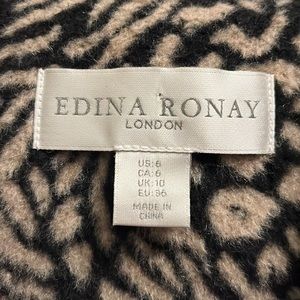 EDINA RONAY
LONDON
US:6
CA:6
UK:10
EU:36
MADE IN
CHINA